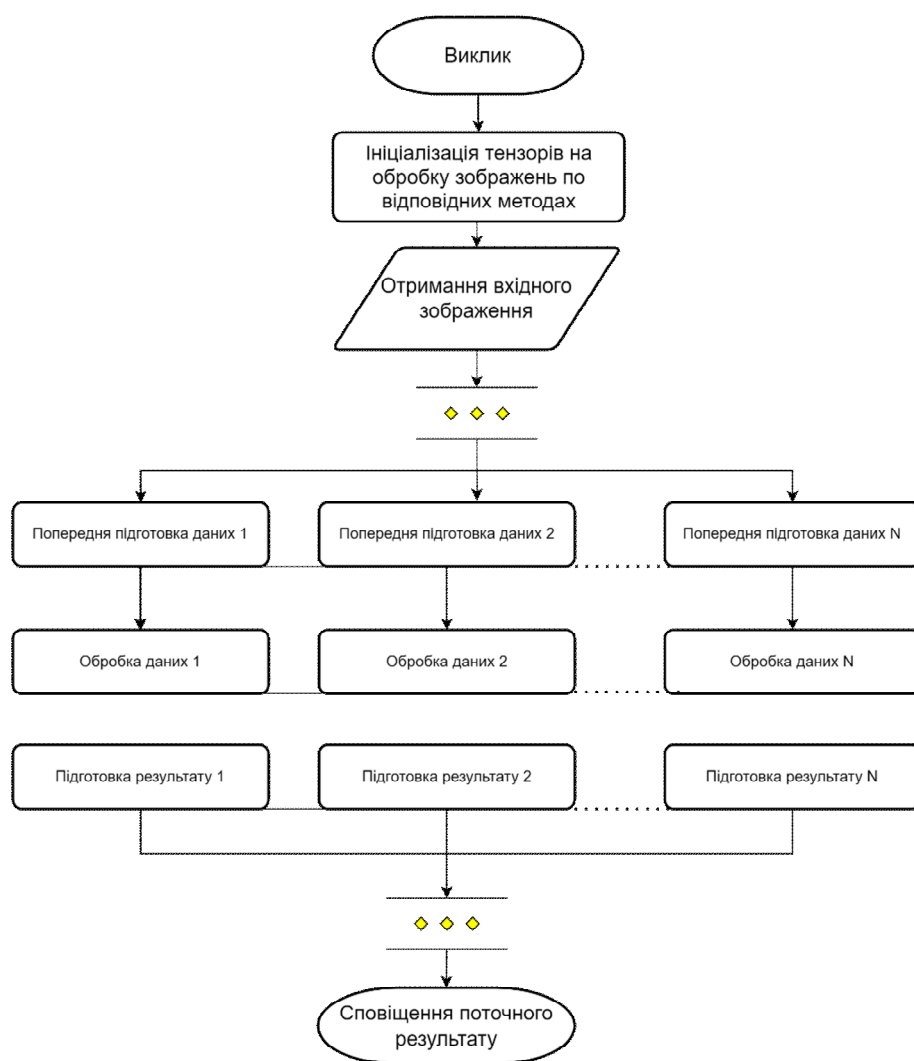 Виклик
Ініціалізація тензорів на
обробку зображень по
відповідних методах
Отримання вхідного
зображення
Попередня підготовка даних 1
Попередня підготовка даних 2
Попередня підготовка даних N
Обробка даних 1
Обробка даних 2
Обробка даних N
Підготовка результату 1
Підготовка результату 2
Підготовка результату N
Сповіщення поточного
результату